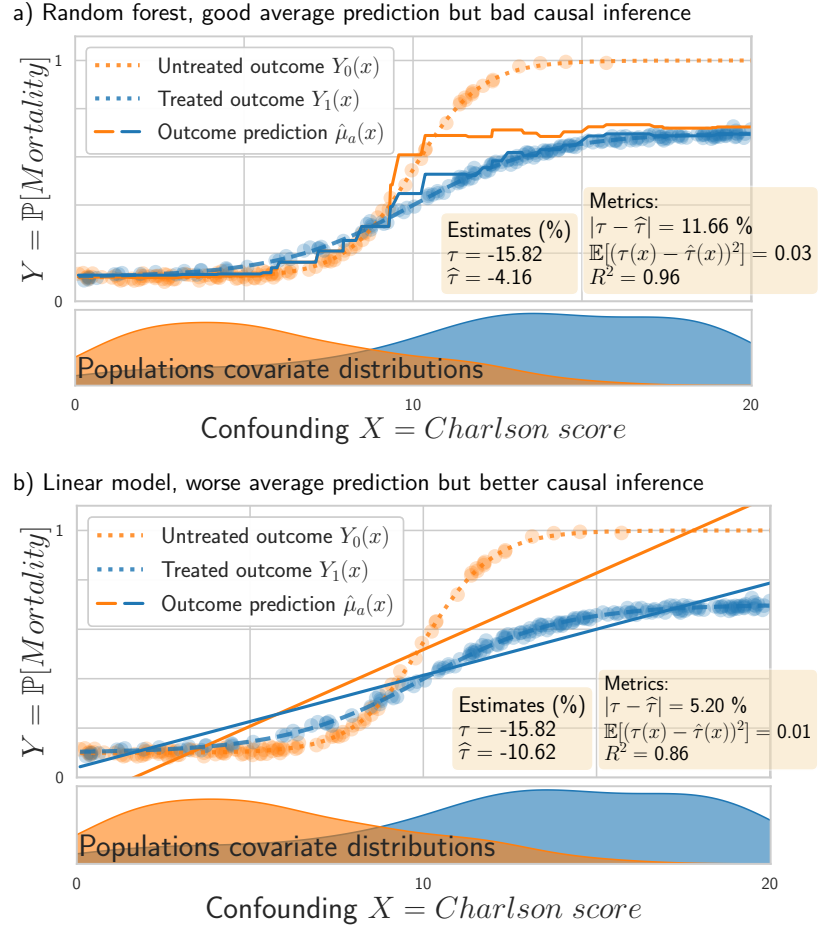 a) Random forest, good average prediction but bad causal inference
1
Untreated outcome Y₀(x)
Treated outcome Y₁(x)
Outcome prediction μ̂ₐ(x)
Y = ℙ[Mortality]
Estimates (%)
τ = -15.82
τ̂ = -4.16
Metrics:
|τ − τ̂| = 11.66 %
𝔼[(τ(x) − τ̂(x))²] = 0.03
R² = 0.96
0
Populations covariate distributions
0 10 20
Confounding X = Charlson score
b) Linear model, worse average prediction but better causal inference
1
Untreated outcome Y₀(x)
Treated outcome Y₁(x)
Outcome prediction μ̂ₐ(x)
Y = ℙ[Mortality]
Estimates (%)
τ = -15.82
τ̂ = -10.62
Metrics:
|τ − τ̂| = 5.20 %
𝔼[(τ(x) − τ̂(x))²] = 0.01
R² = 0.86
0
Populations covariate distributions
0 10 20
Confounding X = Charlson score